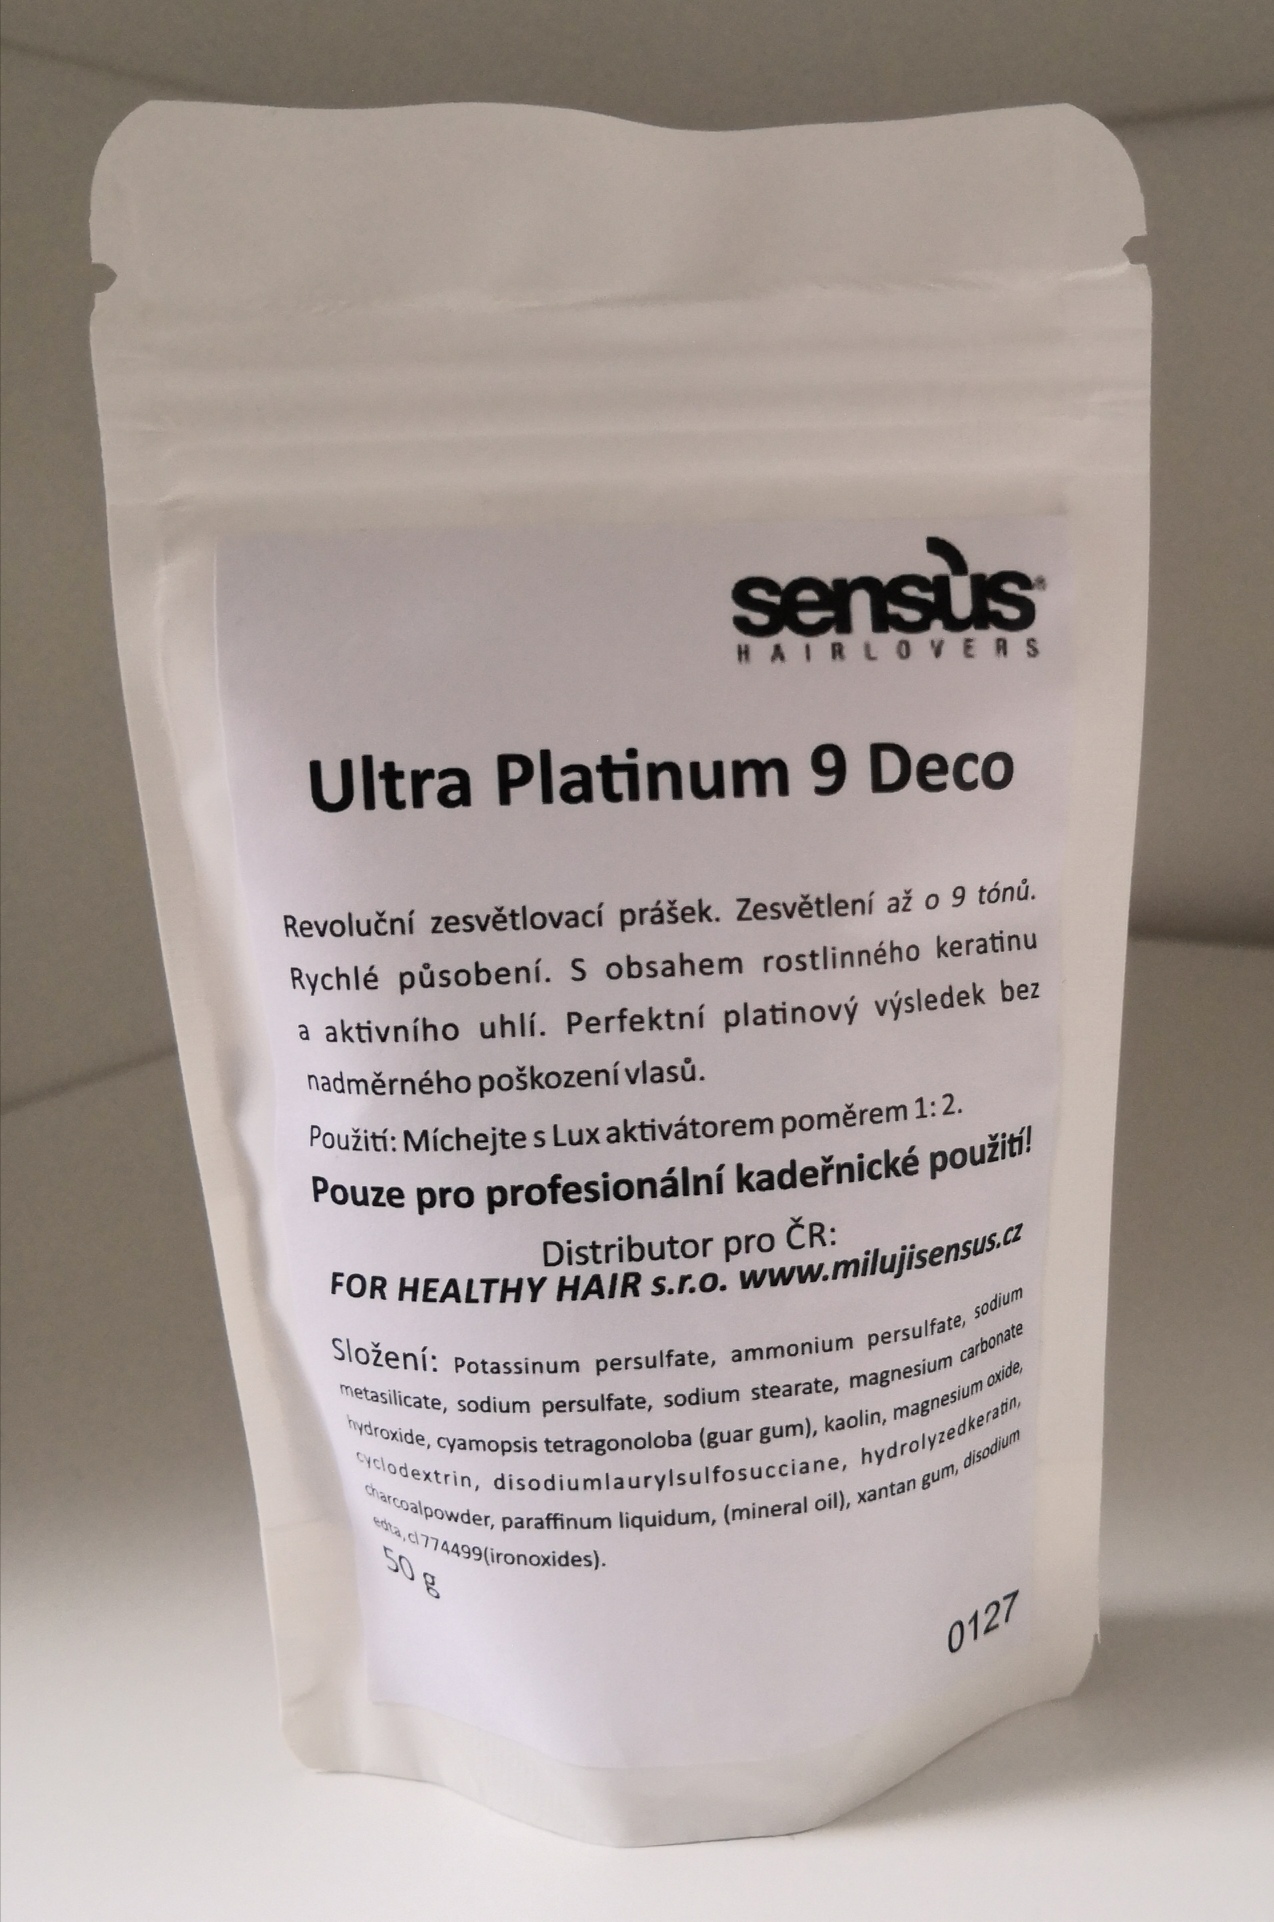 sensùs®
HAIRLOVERS
Ultra Platinum 9 Deco
Revoluční zesvětlovací prášek. Zesvětlení až o 9 tónů.
Rychlé působení. S obsahem rostlinného keratinu
a aktivního uhlí. Perfektní platinový výsledek bez
nadměrného poškození vlasů.
Použití: Míchejte s Lux aktivátorem poměrem 1: 2.
Pouze pro profesionální kadeřnické použití!
Distributor pro ČR:
FOR HEALTHY HAIR s.r.o. www.milujisensus.cz
Složení: Potassinum persulfate, ammonium persulfate, sodium
metasilicate, sodium persulfate, sodium stearate, magnesium carbonate
hydroxide, cyamopsis tetragonoloba (guar gum), kaolin, magnesium oxide,
cyclodextrin, disodiumlaurylsulfosucciane, hydrolyzedkeratin,
charcoalpowder, paraffinum liquidum, (mineral oil), xantan gum, disodium
edta, cl774499(ironoxides).
50 g
0127